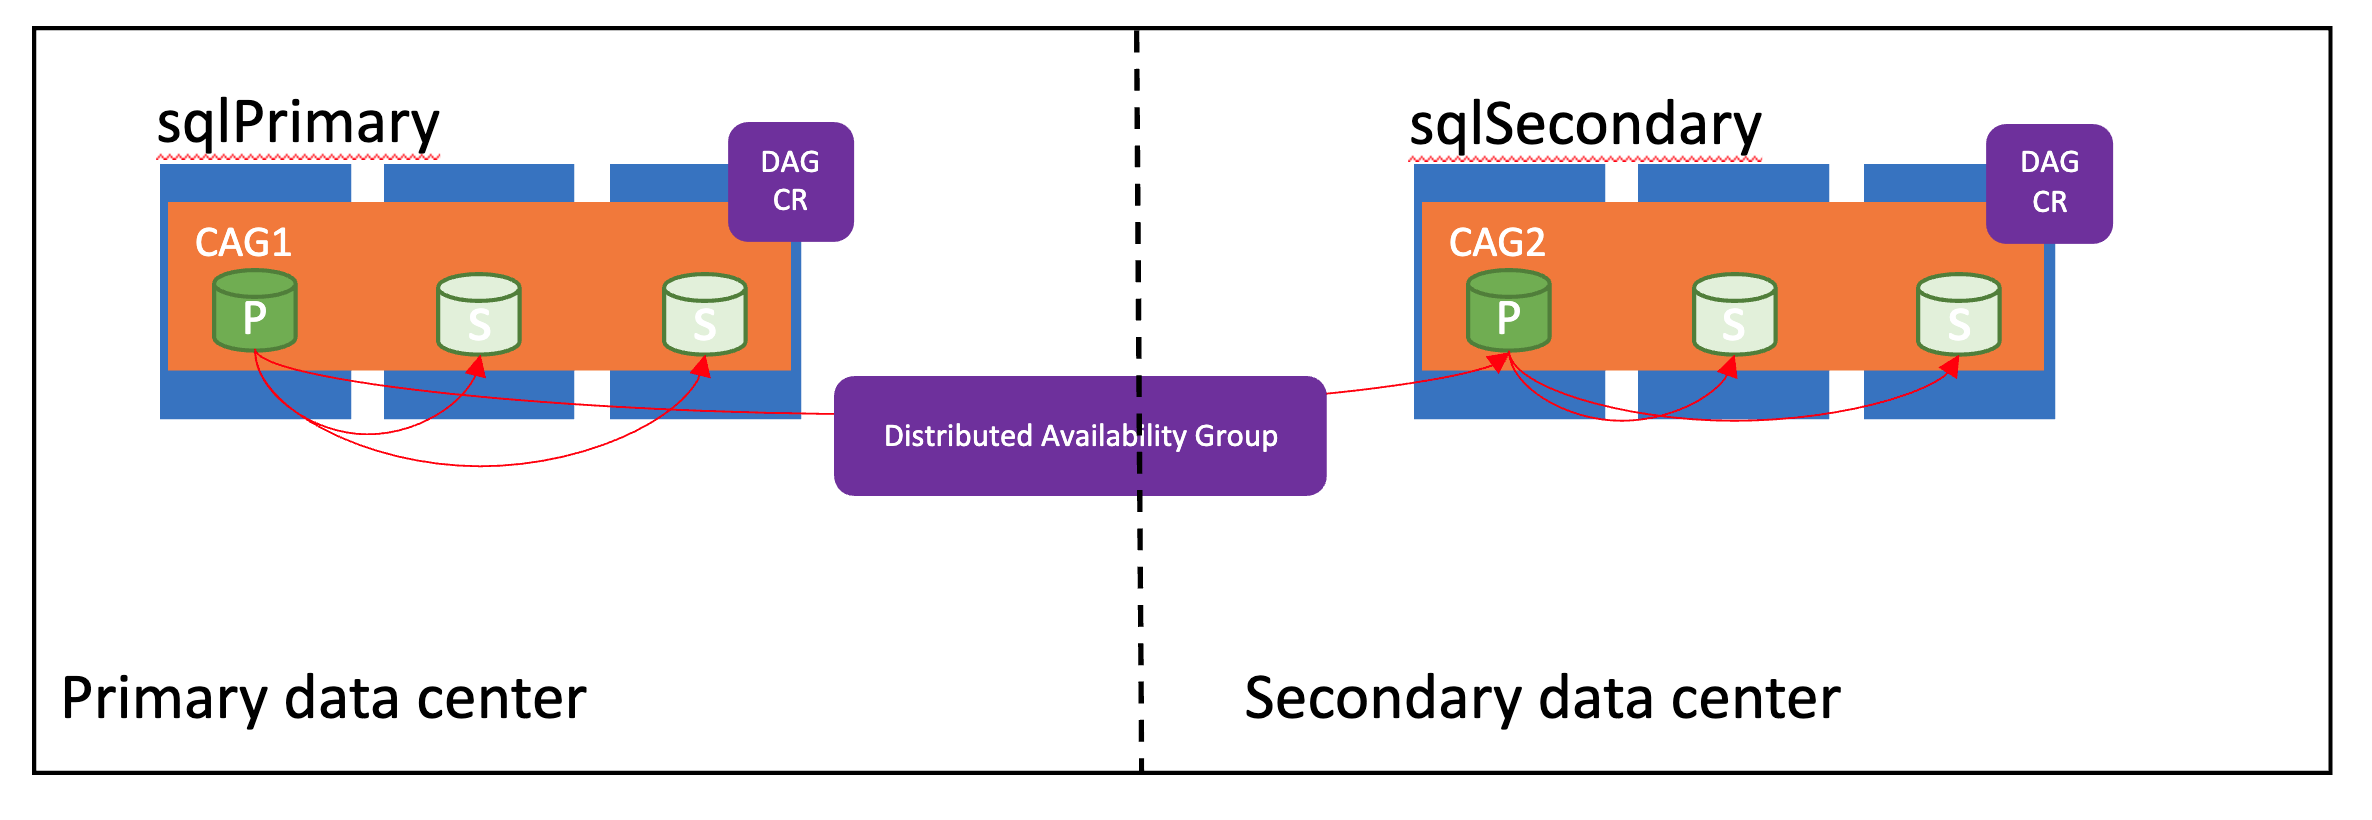 sqlPrimary
DAG
CR
CAG1
P
S
S
sqlSecondary
DAG
CR
CAG2
P
S
S
Distributed Availability Group
Primary data center
Secondary data center